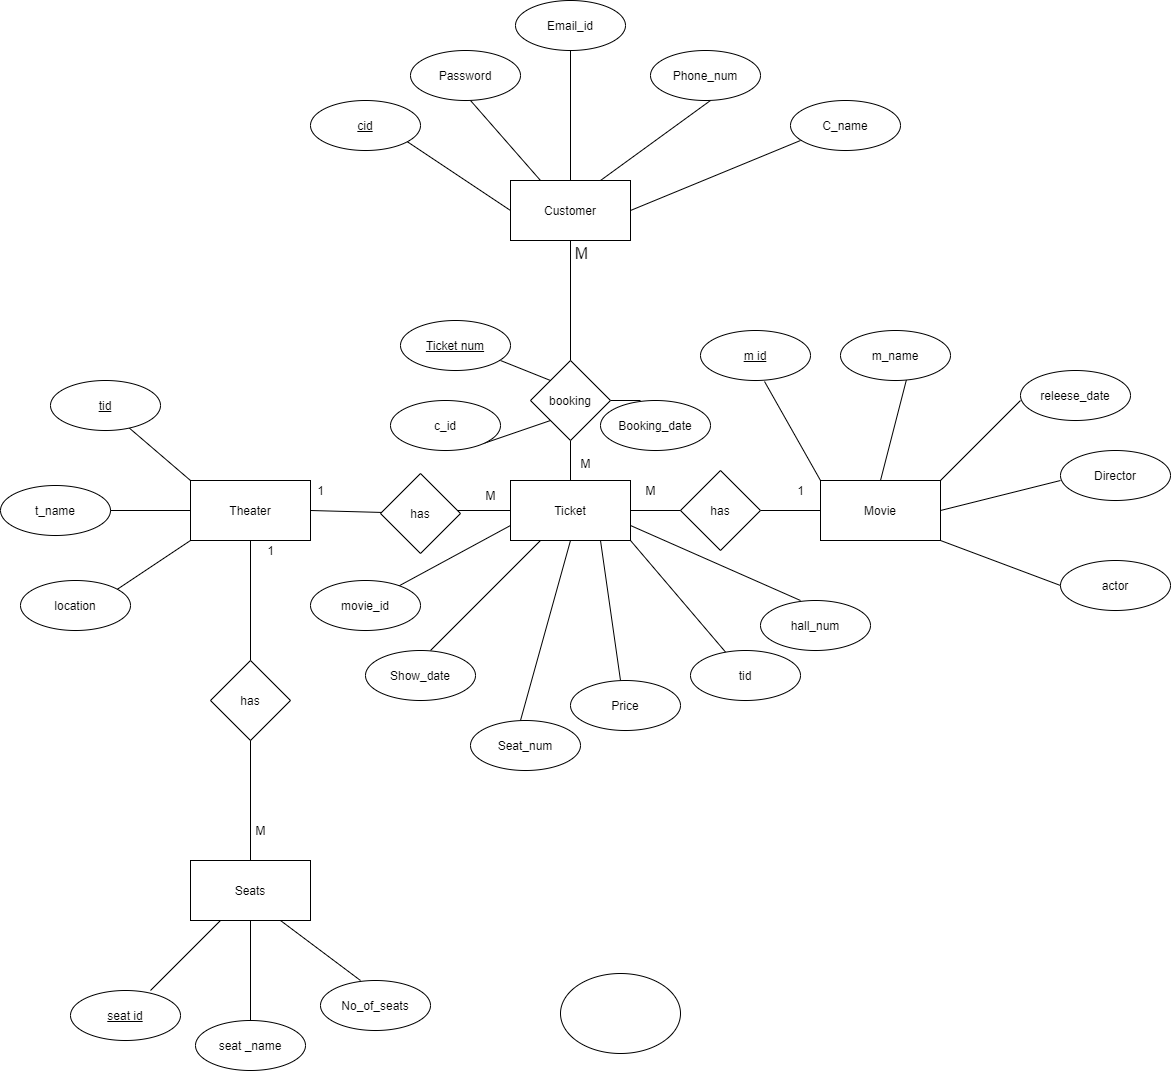 Email_id
Password
Phone_num
cid
C_name
Customer
M
Ticket num
m id
m_name
booking
releese_date
tid
c_id
Booking_date
M
Director
1
M
M
1
t_name
Theater
has
Ticket
has
Movie
1
actor
location
movie_id
hall_num
Show_date
tid
has
Price
Seat_num
M
Seats
No_of_seats
seat id
seat _name